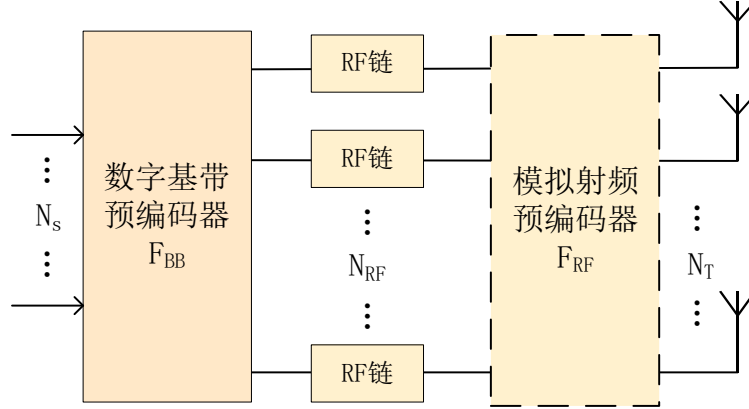 RF链
RF链
数字基带
预编码器
F_BB
模拟射频
预编码器
F_RF
⋮
N_s
⋮
⋮
N_RF
⋮
⋮
N_T
⋮
RF链